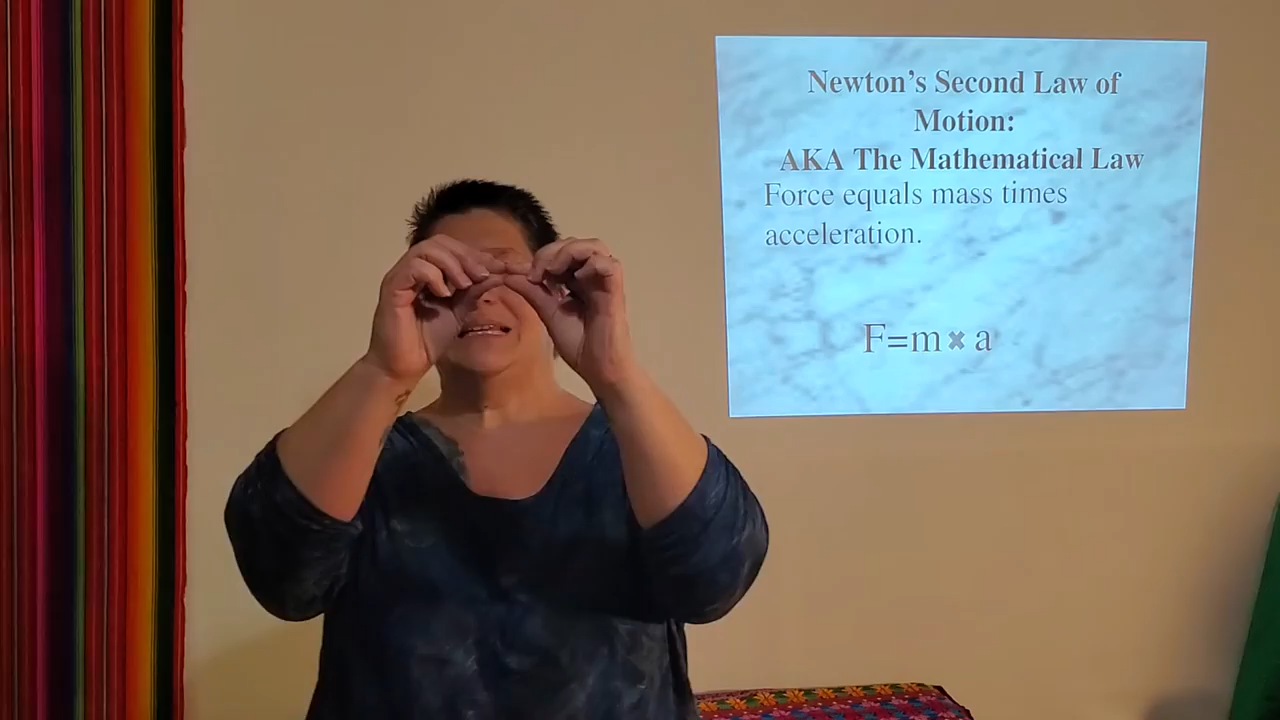 Newton’s Second Law of
Motion:
AKA The Mathematical Law
Force equals mass times
acceleration.
F=m × a